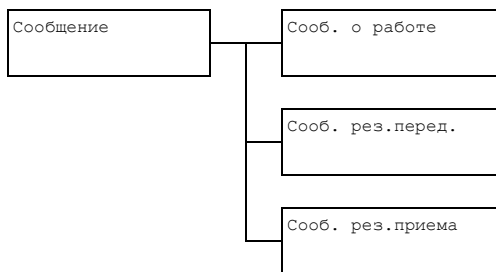 Сообщение
Сооб. о работе
Сооб. рез.перед.
Сооб. рез.приема